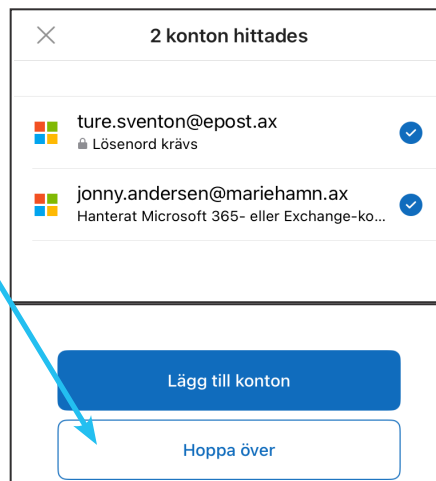 2 konton hittades
ture.sventon@epost.ax
Lösenord krävs
jonny.andersen@mariehamn.ax
Hanterat Microsoft 365- eller Exchange-ko...
Lägg till konton
Hoppa över